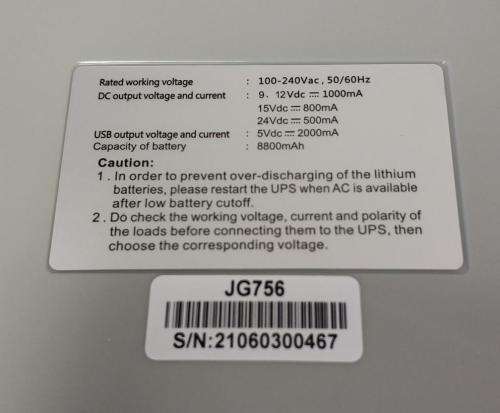 Rated working voltage : 100-240Vac, 50/60Hz
DC output voltage and current : 9、12Vdc ⎓ 1000mA
15Vdc ⎓ 800mA
24Vdc ⎓ 500mA
USB output voltage and current : 5Vdc ⎓ 2000mA
Capacity of battery : 8800mAh
Caution:
1 . In order to prevent over-discharging of the lithium
batteries, please restart the UPS when AC is available
after low battery cutoff.
2 . Do check the working voltage, current and polarity of
the loads before connecting them to the UPS, then
choose the corresponding voltage.
JG756
S/N:21060300467